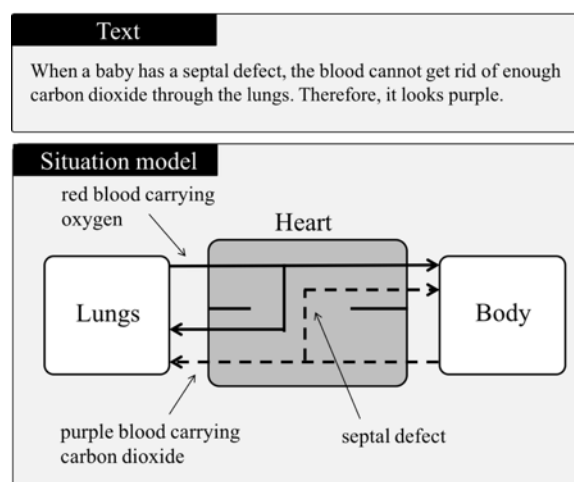 Text
When a baby has a septal defect, the blood cannot get rid of enough
carbon dioxide through the lungs. Therefore, it looks purple.
Situation model
red blood carrying
oxygen
Heart
Lungs
Body
purple blood carrying
carbon dioxide
septal defect